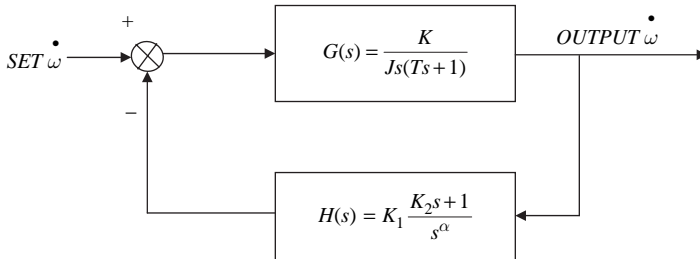 +
SET ω̇
G(s) = K / Js(Ts + 1)
OUTPUT ω̇
−
H(s) = K₁ (K₂s + 1) / s^α